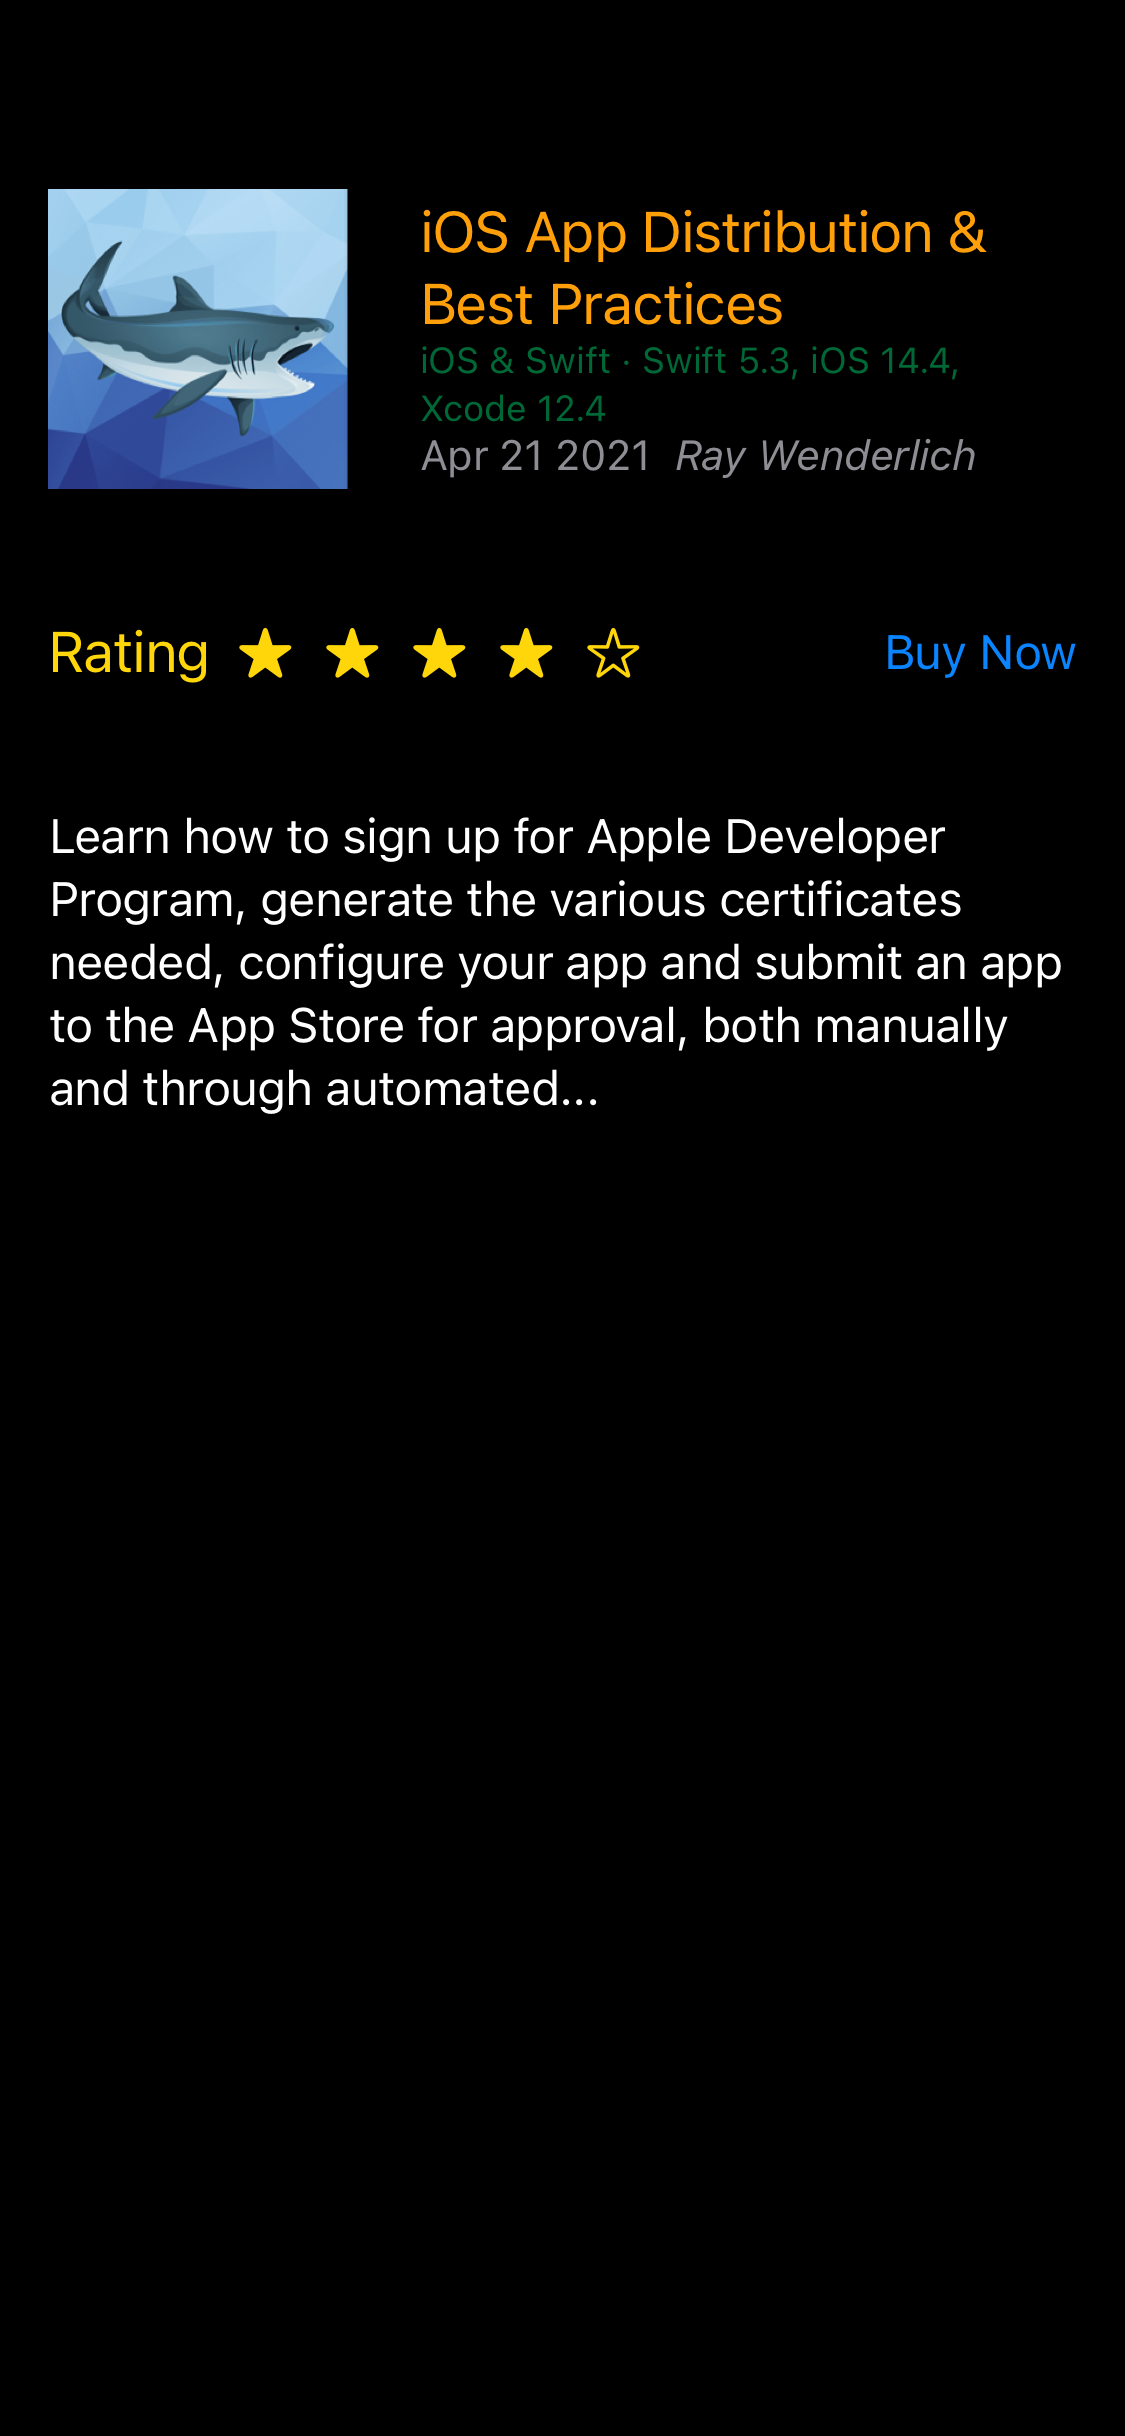 iOS App Distribution &
Best Practices
iOS & Swift · Swift 5.3, iOS 14.4,
Xcode 12.4
Apr 21 2021 Ray Wenderlich
Rating
Buy Now
Learn how to sign up for Apple Developer
Program, generate the various certificates
needed, configure your app and submit an app
to the App Store for approval, both manually
and through automated...